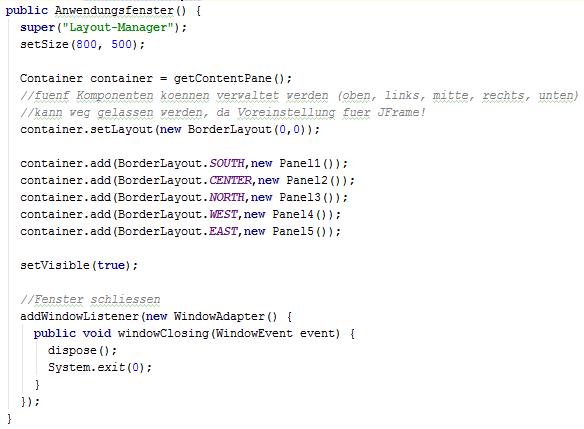 public Anwendungsfenster() {
super("Layout-Manager");
setSize(800, 500);
Container container = getContentPane();
//fuenf Komponenten koennen verwaltet werden (oben, links, mitte, rechts, unten)
//kann weg gelassen werden, da Voreinstellung fuer JFrame!
container.setLayout(new BorderLayout(0,0));
container.add(BorderLayout.SOUTH,new Panel1());
container.add(BorderLayout.CENTER,new Panel2());
container.add(BorderLayout.NORTH,new Panel3());
container.add(BorderLayout.WEST,new Panel4());
container.add(BorderLayout.EAST,new Panel5());
setVisible(true);
//Fenster schliessen
addWindowListener(new WindowAdapter() {
public void windowClosing(WindowEvent event) {
dispose();
System.exit(0);
}
});
}